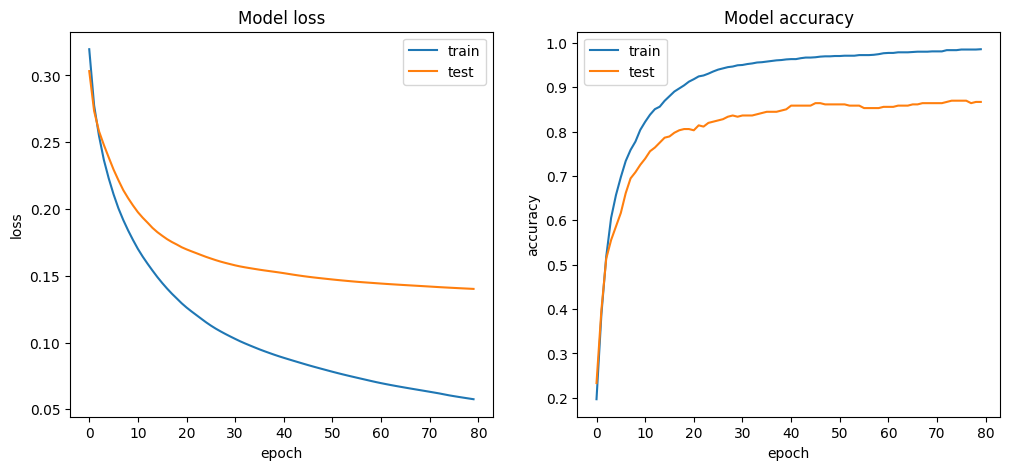 Model loss
train
test
0.30
0.25
0.20
0.15
0.10
0.05
loss
0 10 20 30 40 50 60 70 80
epoch
Model accuracy
train
test
1.0
0.9
0.8
0.7
0.6
0.5
0.4
0.3
0.2
accuracy
0 10 20 30 40 50 60 70 80
epoch